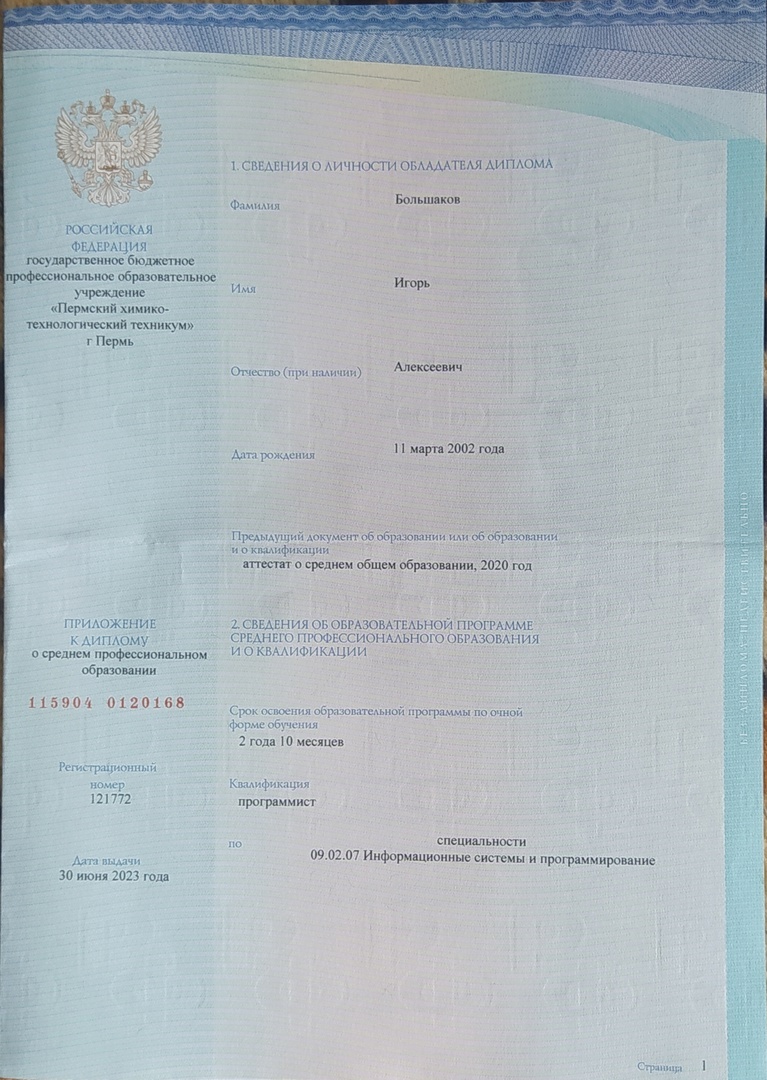 РОССИЙСКАЯ
ФЕДЕРАЦИЯ
государственное бюджетное
профессиональное образовательное
учреждение
«Пермский химико-
технологический техникум»
г Пермь
ПРИЛОЖЕНИЕ
К ДИПЛОМУ
о среднем профессиональном
образовании
115904 0120168
Регистрационный
номер
121772
Дата выдачи
30 июня 2023 года
1. СВЕДЕНИЯ О ЛИЧНОСТИ ОБЛАДАТЕЛЯ ДИПЛОМА
Фамилия
Большаков
Имя
Игорь
Отчество (при наличии)
Алексеевич
Дата рождения
11 марта 2002 года
Предыдущий документ об образовании или об образовании
и о квалификации
аттестат о среднем общем образовании, 2020 год
2. СВЕДЕНИЯ ОБ ОБРАЗОВАТЕЛЬНОЙ ПРОГРАММЕ
СРЕДНЕГО ПРОФЕССИОНАЛЬНОГО ОБРАЗОВАНИЯ
И О КВАЛИФИКАЦИИ
Срок освоения образовательной программы по очной
форме обучения
2 года 10 месяцев
Квалификация
программист
по
специальности
09.02.07 Информационные системы и программирование
БЕЗ ДИПЛОМА НЕДЕЙСТВИТЕЛЬНО
Страница 1